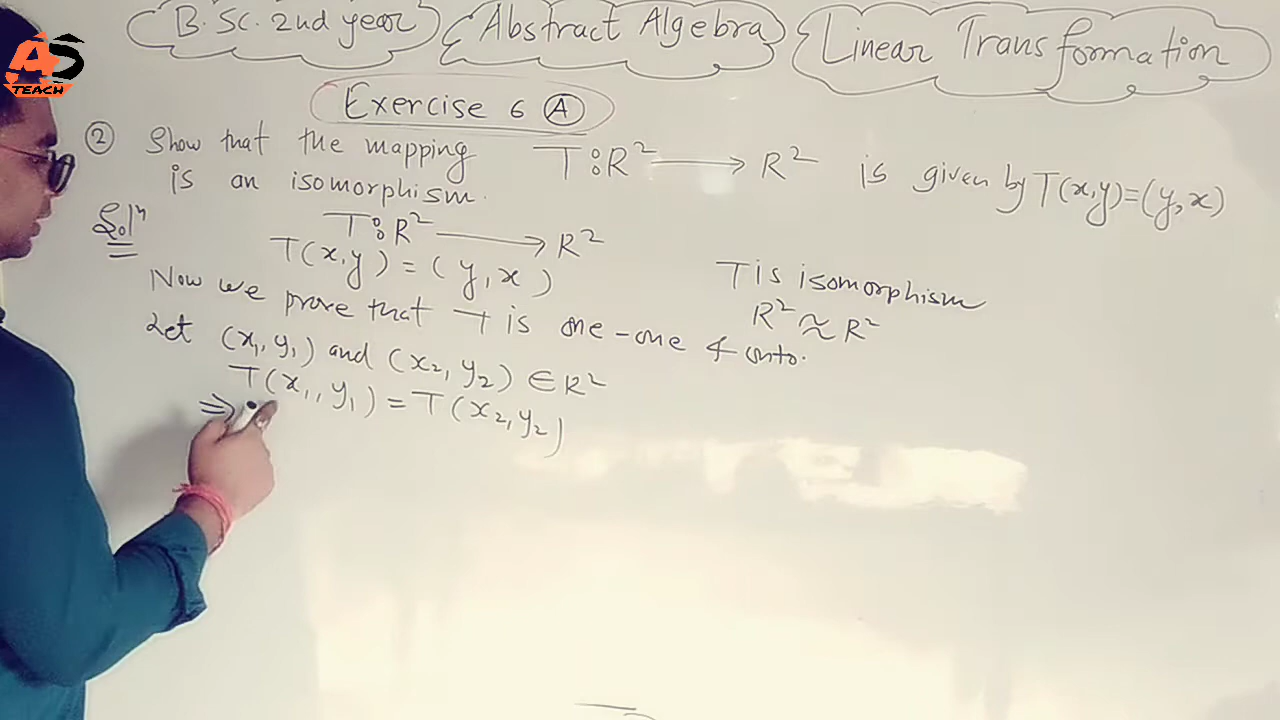 AS
TEACH
B.Sc. 2nd year
Abstract Algebra
Linear Transformation
Exercise 6 (A)
② Show that the mapping T: R² ⟶ R² is given by T(x,y)=(y,x)
is an isomorphism.
Solⁿ
T: R² ⟶ R²
T(x,y) = (y,x)
T is isomorphism
R² ≈ R²
Now we prove that T is one-one & onto.
Let (x₁,y₁) and (x₂,y₂) ∈ R²
T(x₁,y₁) = T(x₂,y₂)
⇒